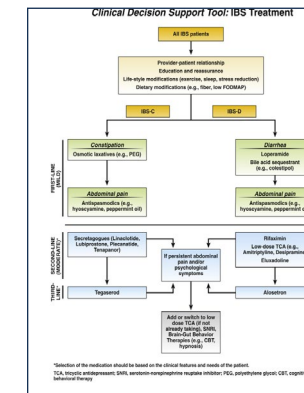 Clinical Decision Support Tool: IBS Treatment
All IBS patients
Provider-patient relationship
Education and reassurance
Life-style modifications (exercise, sleep, stress reduction)
Dietary modifications (e.g., fiber, low FODMAP)
IBS-C
IBS-D
FIRST-LINE
(MILD)
Constipation
Osmotic laxatives (e.g., PEG)
Diarrhea
Loperamide
Bile acid sequestrant
(e.g., colestipol)
Abdominal pain
Antispasmodics (e.g.,
hyoscyamine, peppermint oil)
Abdominal pain
Antispasmodics (e.g.,
hyoscyamine, peppermint o
SECOND-LINE
(MODERATE)*
Secretagogues (Linaclotide,
Lubiprostone, Plecanatide,
Tenapanor)
If persistent abdominal
pain and/or
psychological
symptoms
Rifaximin
Low-dose TCA (e.g.,
Amitriptyline, Desipramine
Eluxadoline
THIRD-
LINE*
Tegaserod
Alosetron
Add or switch to low
dose TCA (if not
already taking), SNRI,
Brain-Gut Behavior
Therapies (e.g., CBT,
hypnosis)
*Selection of the medication should be based on the clinical features and needs of the patient.
TCA, tricyclic antidepressant; SNRI, serotonin-norepinephrine reuptake inhibitor; PEG, polyethylene glycol; CBT, cognit
behavioral therapy